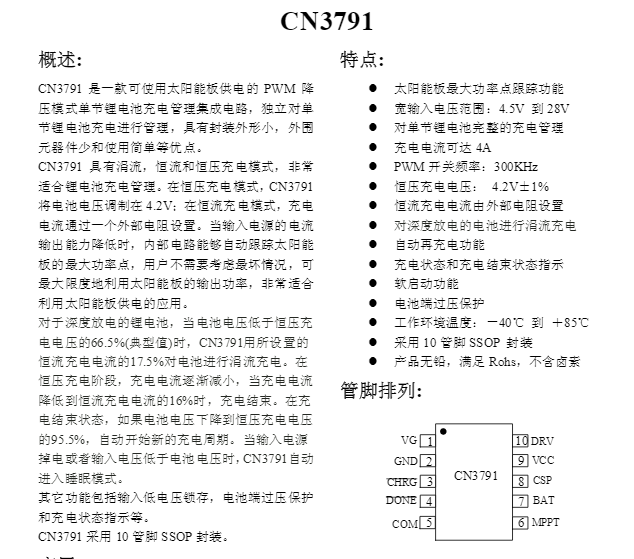 CN3791
概述:
CN3791 是一款可使用太阳能板供电的 PWM 降
压模式单节锂电池充电管理集成电路，独立对单
节锂电池充电进行管理，具有封装外形小，外围
元器件少和使用简单等优点。
CN3791 具有涓流，恒流和恒压充电模式，非常
适合锂电池充电管理。在恒压充电模式，CN3791
将电池电压调制在 4.2V；在恒流充电模式，充电
电流通过一个外部电阻设置。当输入电源的电流
输出能力降低时，内部电路能够自动跟踪太阳能
板的最大功率点，用户不需要考虑最坏情况，可
最大限度地利用太阳能板的输出功率，非常适合
利用太阳能板供电的应用。
对于深度放电的锂电池，当电池电压低于恒压充
电电压的66.5%(典型值)时，CN3791用所设置的
恒流充电电流的17.5%对电池进行涓流充电。在
恒压充电阶段，充电电流逐渐减小，当充电电流
降低到恒流充电电流的16%时，充电结束。在充
电结束状态，如果电池电压下降到恒压充电电压
的95.5%，自动开始新的充电周期。当输入电源
掉电或者输入电压低于电池电压时，CN3791自动
进入睡眠模式。
其它功能包括输入低电压锁存，电池端过压保护
和充电状态指示等。
CN3791 采用 10 管脚 SSOP 封装。
特点:
● 太阳能板最大功率点跟踪功能
● 宽输入电压范围：4.5V 到 28V
● 对单节锂电池完整的充电管理
● 充电电流可达 4A
● PWM 开关频率：300KHz
● 恒压充电电压： 4.2V±1%
● 恒流充电电流由外部电阻设置
● 对深度放电的电池进行涓流充电
● 自动再充电功能
● 充电状态和充电结束状态指示
● 软启动功能
● 电池端过压保护
● 工作环境温度：－40℃ 到 ＋85℃
● 采用 10 管脚 SSOP 封装
● 产品无铅，满足 Rohs，不含卤素
管脚排列:
VG 1 10 DRV
GND 2 9 VCC
CHRG 3 CN3791 8 CSP
DONE 4 7 BAT
COM 5 6 MPPT